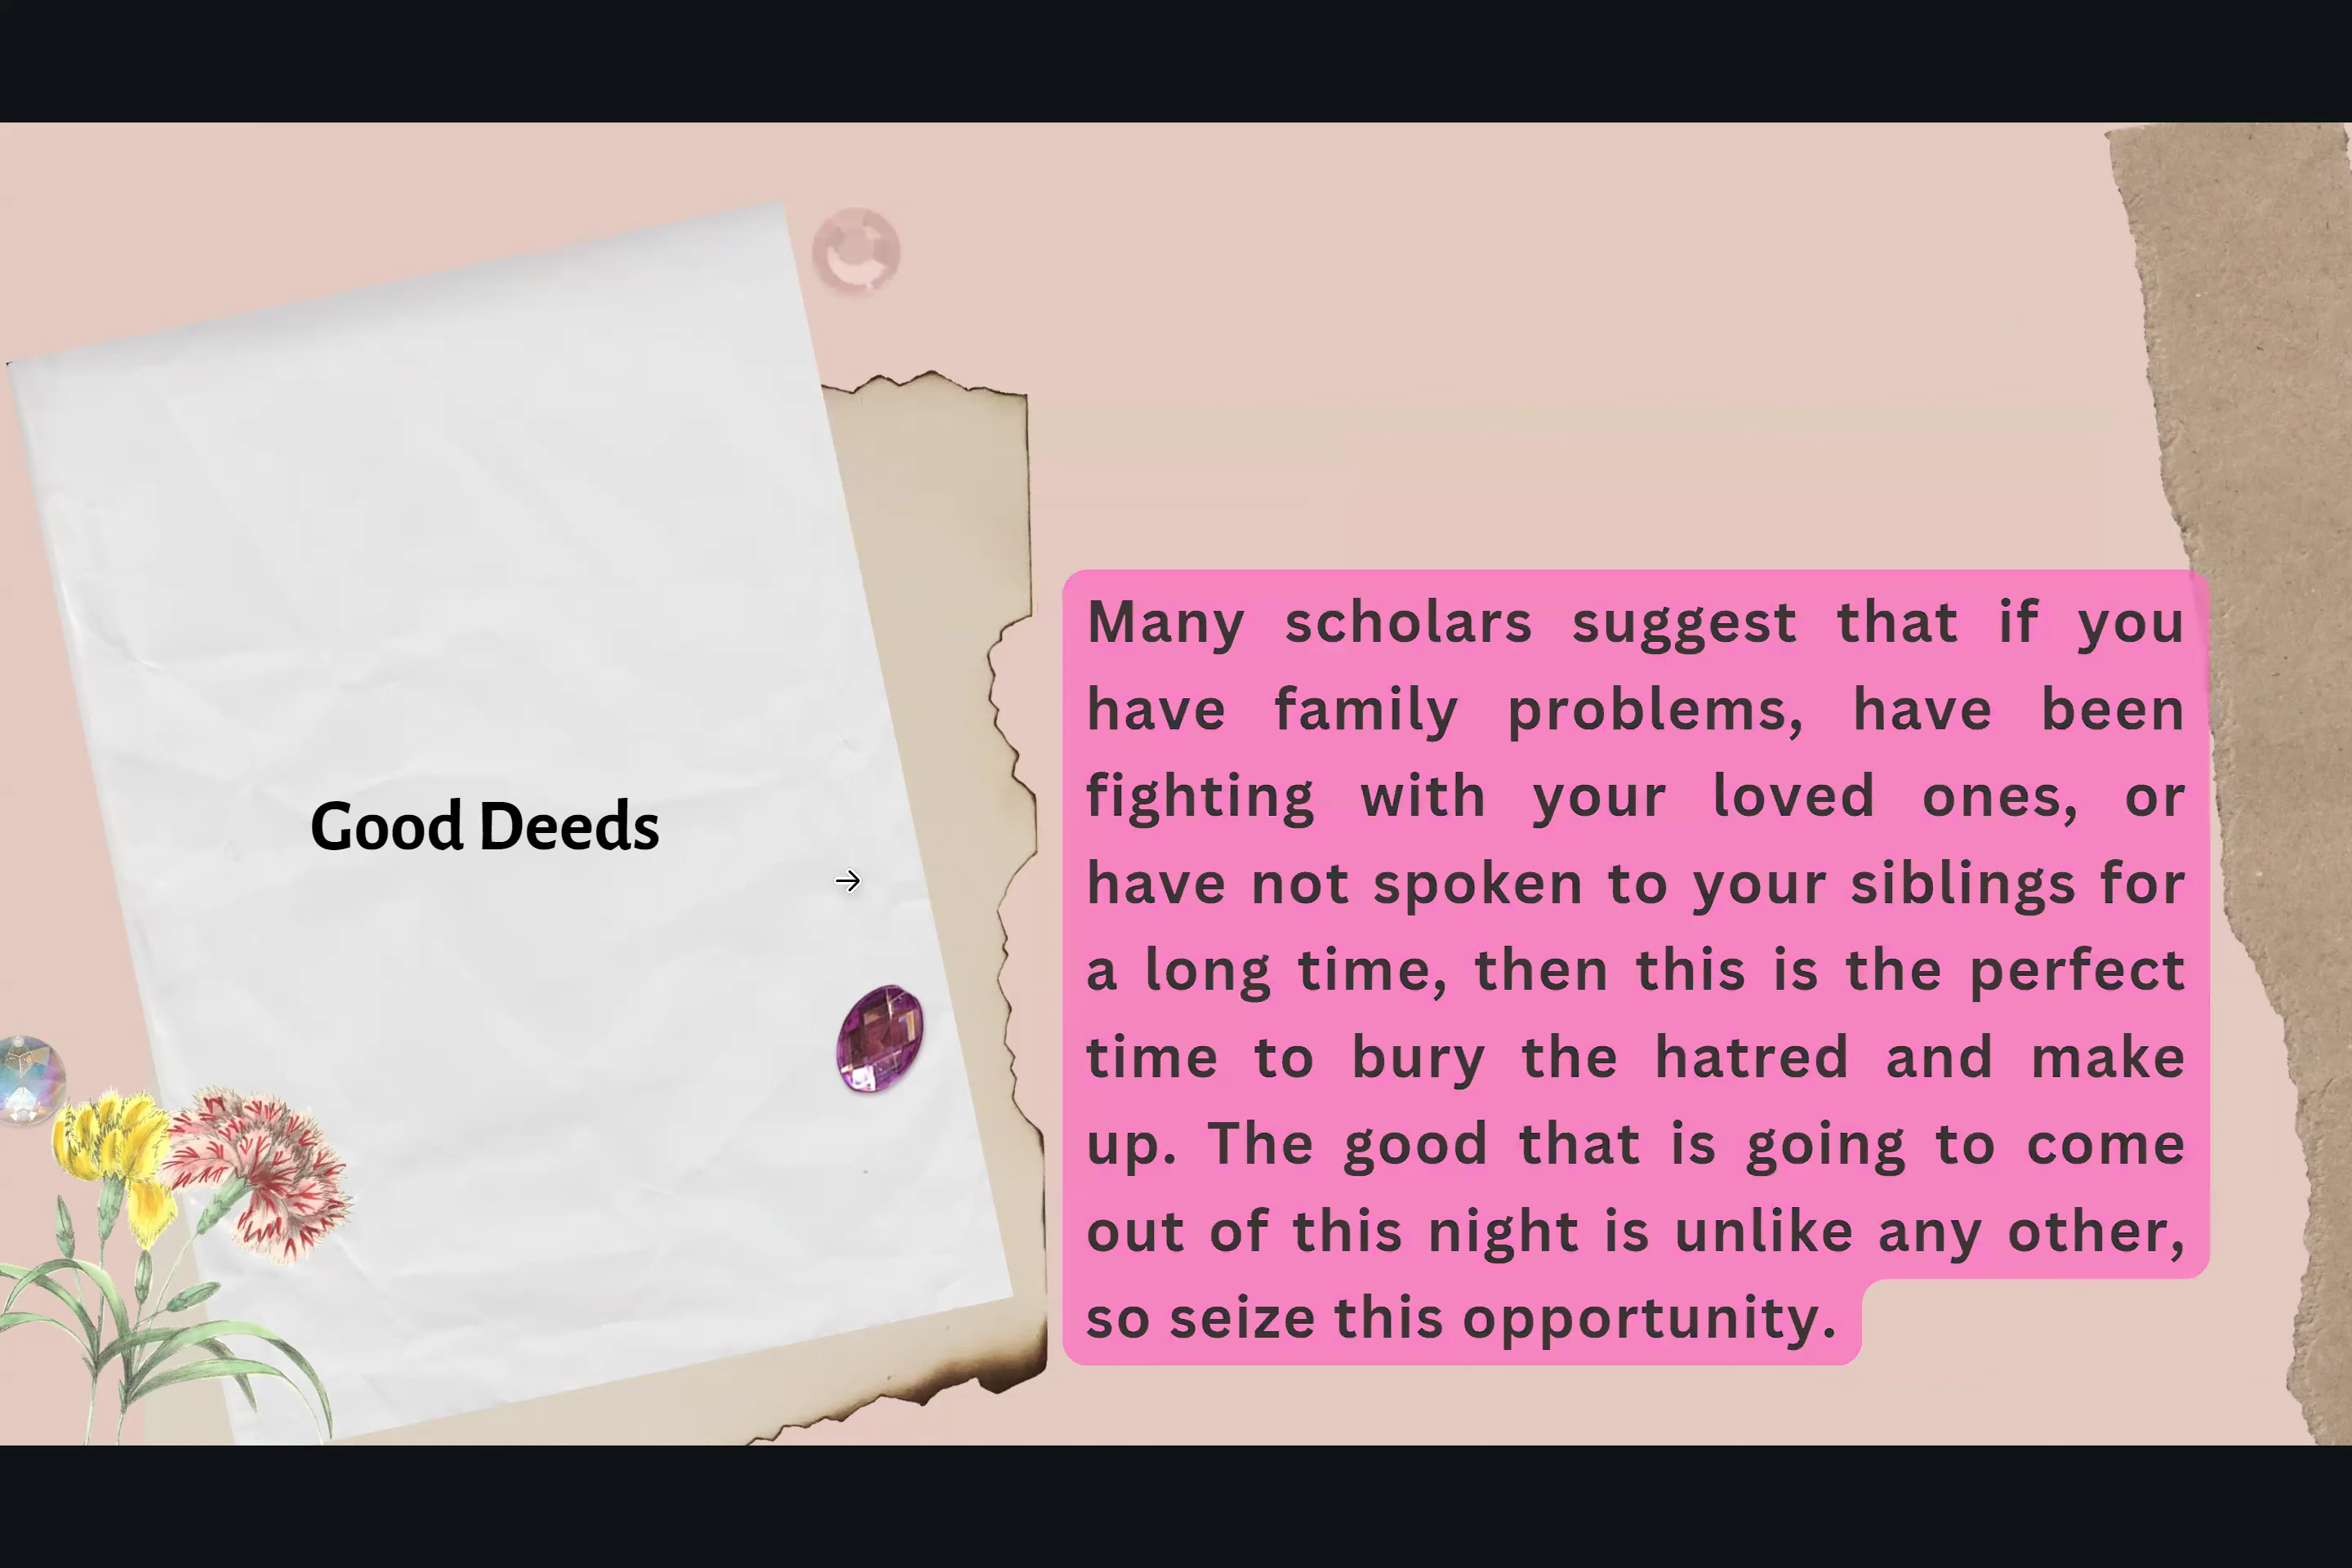 Good Deeds
Many scholars suggest that if you
have family problems, have been
fighting with your loved ones, or
have not spoken to your siblings for
a long time, then this is the perfect
time to bury the hatred and make
up. The good that is going to come
out of this night is unlike any other,
so seize this opportunity.